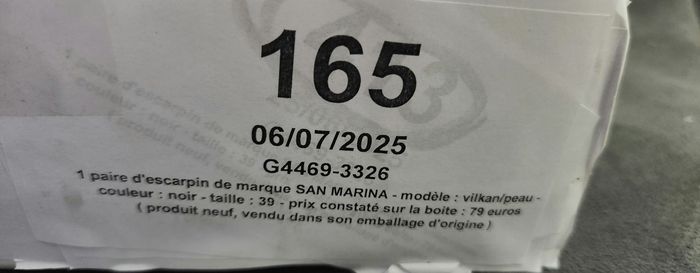 165
06/07/2025
G4469-3326
1 paire d'escarpin de marque SAN MARINA - modèle : vilkan/peau -
couleur : noir - taille : 39 - prix constaté sur la boite : 79 euros
( produit neuf, vendu dans son emballage d'origine )